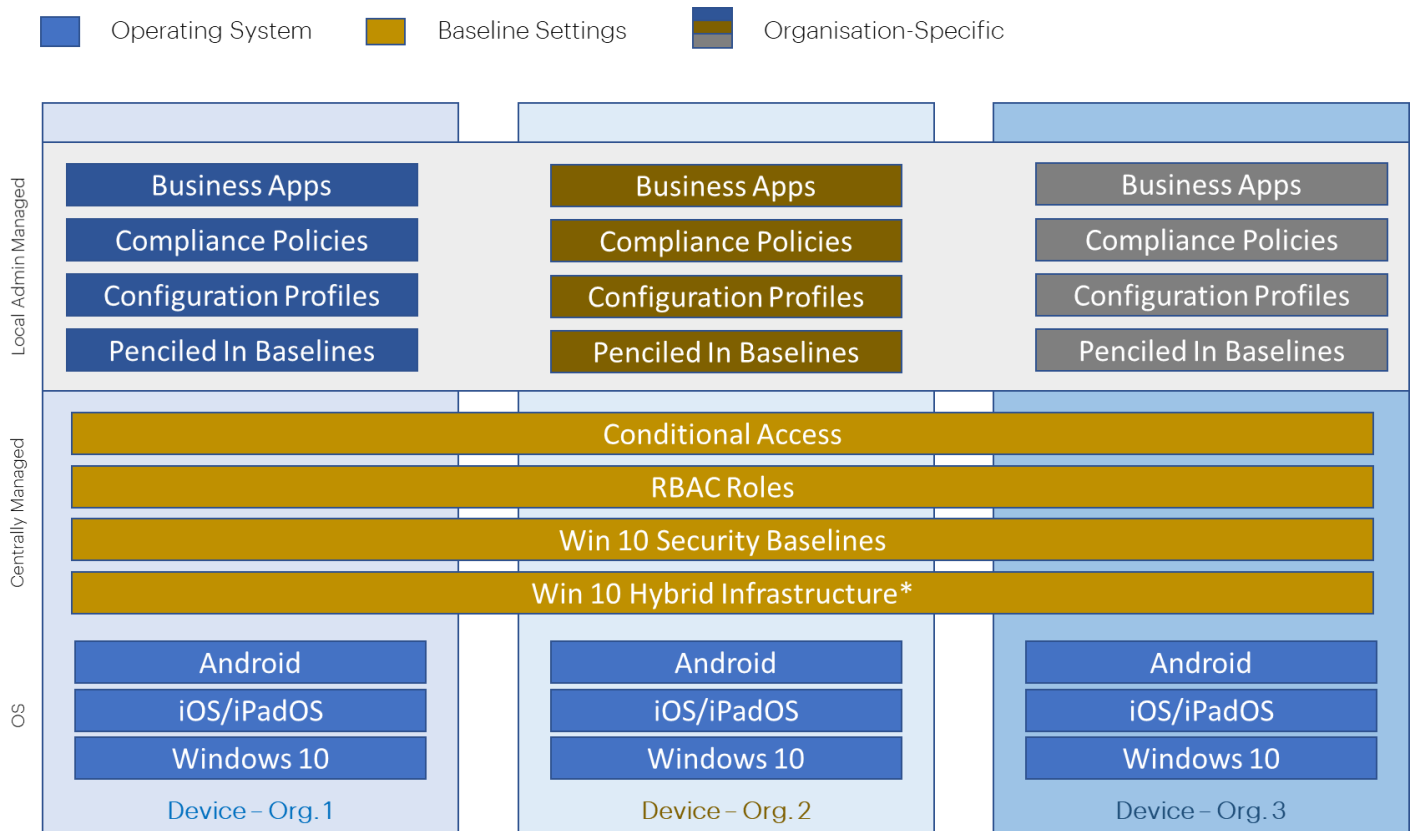 Operating System
Baseline Settings
Organisation-Specific
Local Admin Managed
Business Apps
Business Apps
Business Apps
Compliance Policies
Compliance Policies
Compliance Policies
Configuration Profiles
Configuration Profiles
Configuration Profiles
Penciled In Baselines
Penciled In Baselines
Penciled In Baselines
Centrally Managed
Conditional Access
RBAC Roles
Win 10 Security Baselines
Win 10 Hybrid Infrastructure*
OS
Android
Android
Android
iOS/iPadOS
iOS/iPadOS
iOS/iPadOS
Windows 10
Windows 10
Windows 10
Device – Org. 1
Device – Org. 2
Device – Org. 3